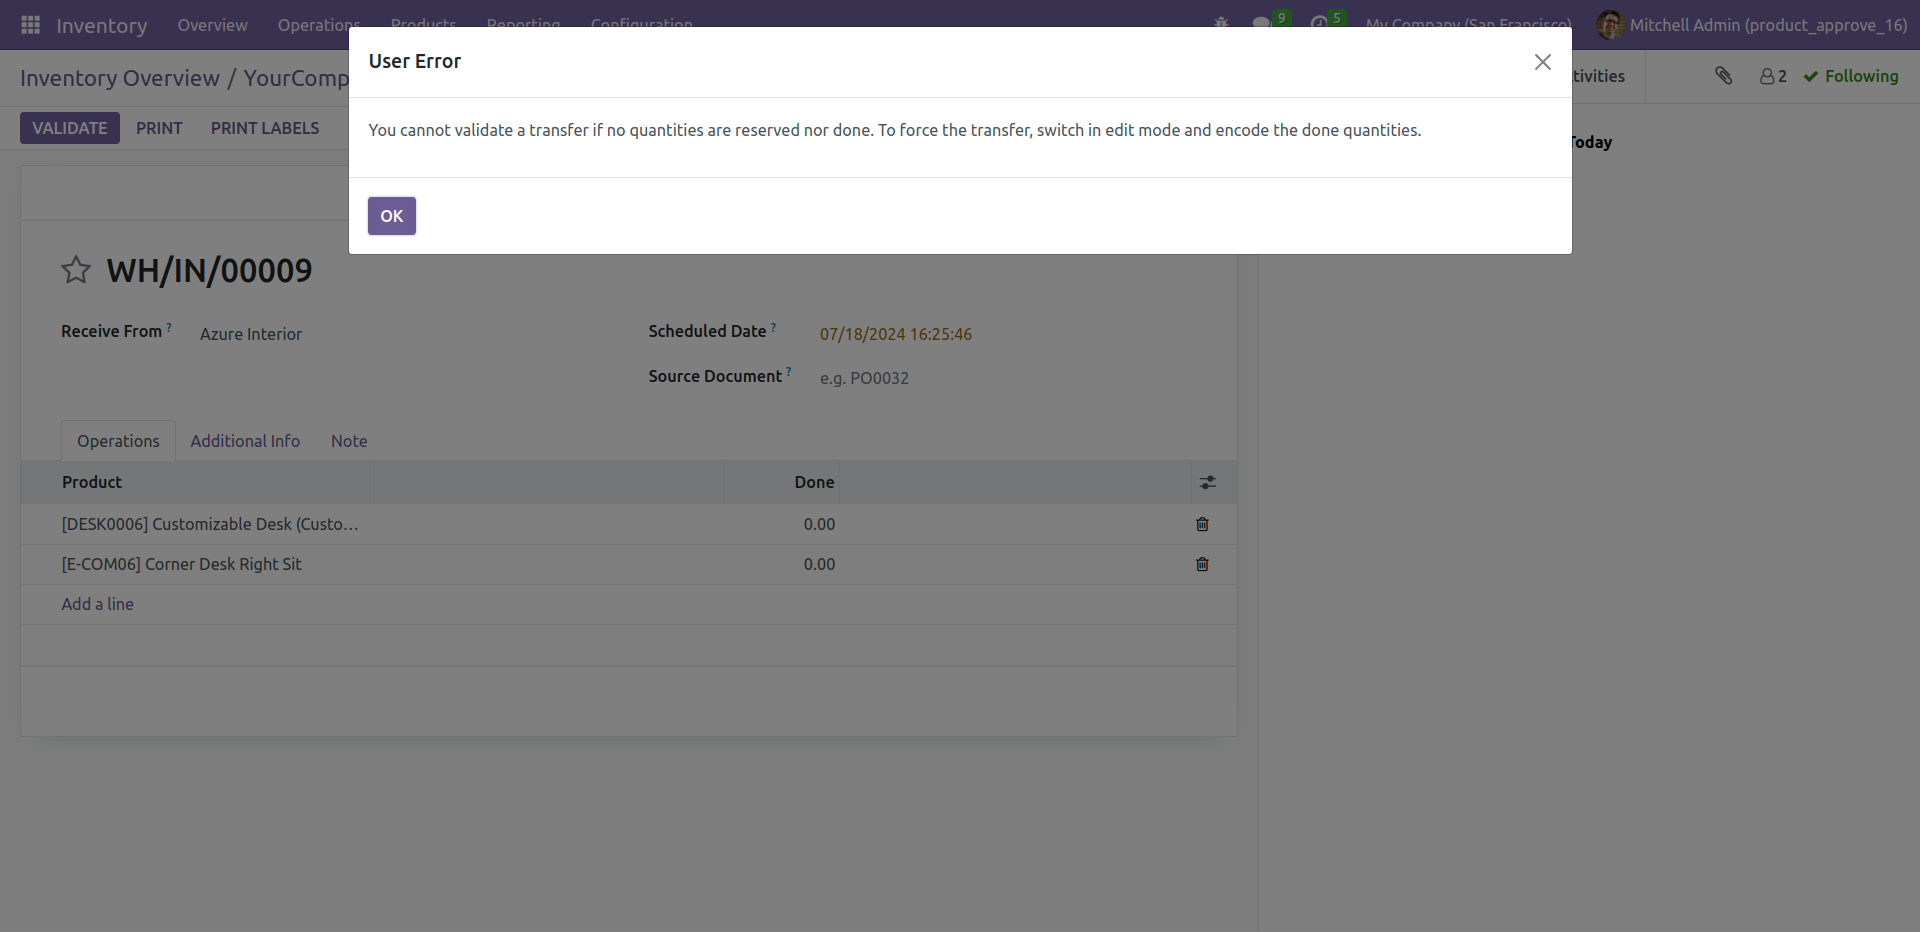 Inventory Overview Operations Products Reporting Configuration 9 5 My Company (San Francisco) Mitchell Admin (product_approve_16)
User Error
Inventory Overview / YourComp
tivities 2 Following
You cannot validate a transfer if no quantities are reserved nor done. To force the transfer, switch in edit mode and encode the done quantities.
VALIDATE PRINT PRINT LABELS
Today
OK
WH/IN/00009
Receive From ? Azure Interior
Scheduled Date ? 07/18/2024 16:25:46
Source Document ? e.g. PO0032
Operations Additional Info Note
Product Done
[DESK0006] Customizable Desk (Custo... 0.00
[E-COM06] Corner Desk Right Sit 0.00
Add a line